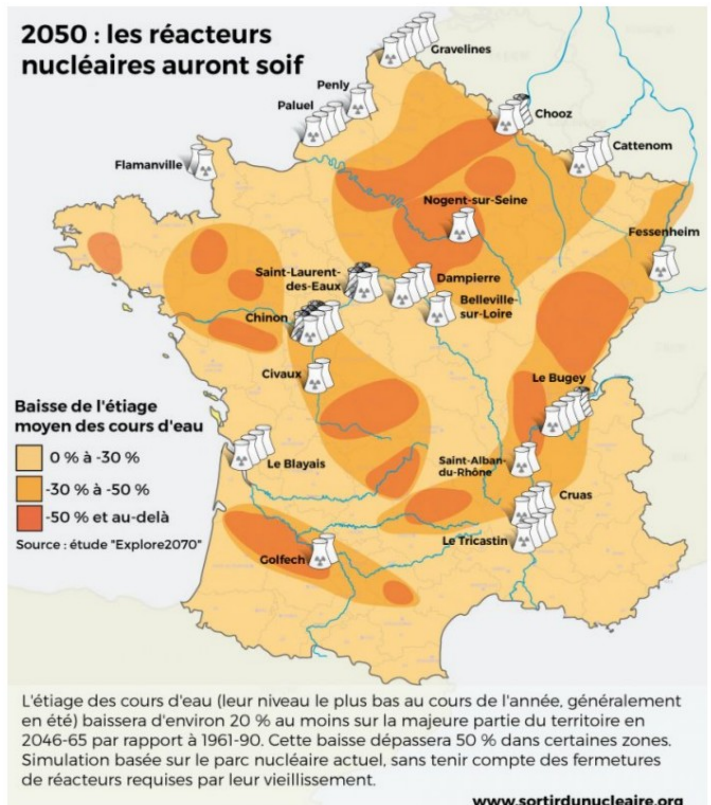 2050 : les réacteurs
nucléaires auront soif
Gravelines
Penly
Paluel
Chooz
Cattenom
Flamanville
Nogent-sur-Seine
Fessenheim
Saint-Laurent-
des-Eaux
Dampierre
Belleville-
sur-Loire
Chinon
Civaux
Le Bugey
Baisse de l'étiage
moyen des cours d'eau
0 % à -30 %
-30 % à -50 %
-50 % et au-delà
Source : étude "Explore2070"
Le Blayais
Saint-Alban-
du-Rhône
Cruas
Le Tricastin
Golfech
L'étiage des cours d'eau (leur niveau le plus bas au cours de l'année, généralement
en été) baissera d'environ 20 % au moins sur la majeure partie du territoire en
2046-65 par rapport à 1961-90. Cette baisse dépassera 50 % dans certaines zones.
Simulation basée sur le parc nucléaire actuel, sans tenir compte des fermetures
de réacteurs requises par leur vieillissement.
www.sortirdunucleaire.org